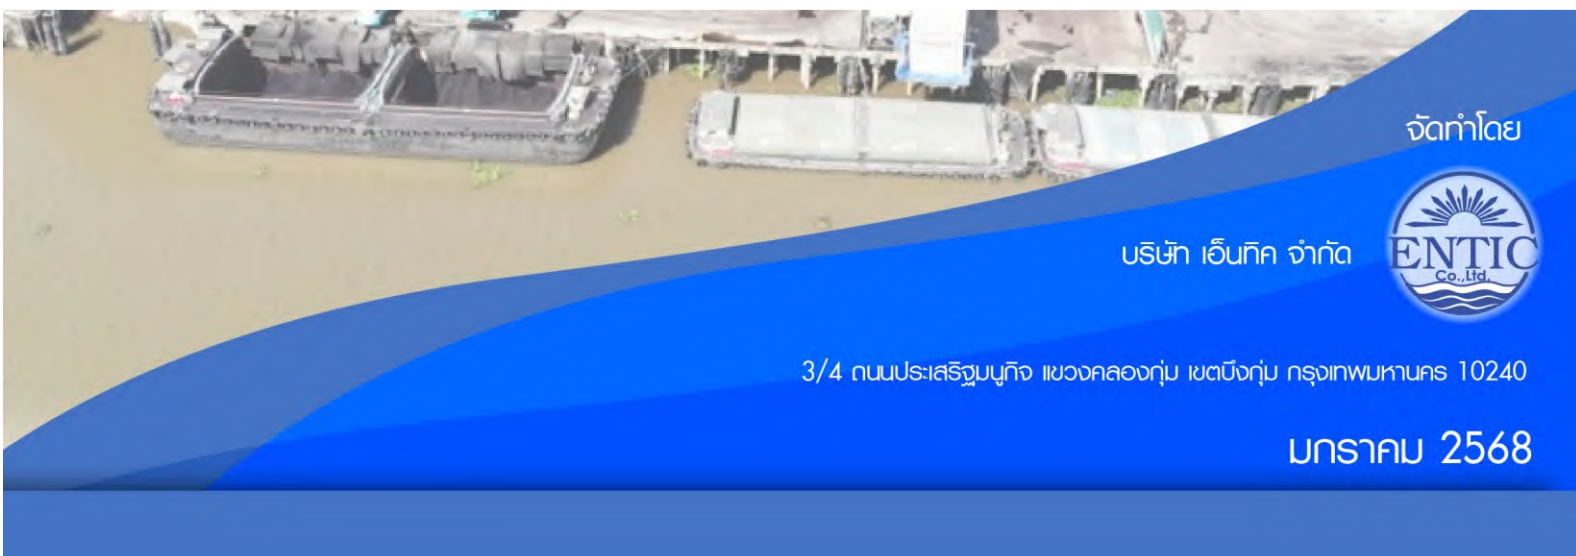 จัดทำโดย
บริษัท เอ็นทิค จำกัด
ENTIC
Co.,Ltd.
3/4 ถนนประเสริฐมนูกิจ แขวงคลองกุ่ม เขตบึงกุ่ม กรุงเทพมหานคร 10240
มกราคม 2568